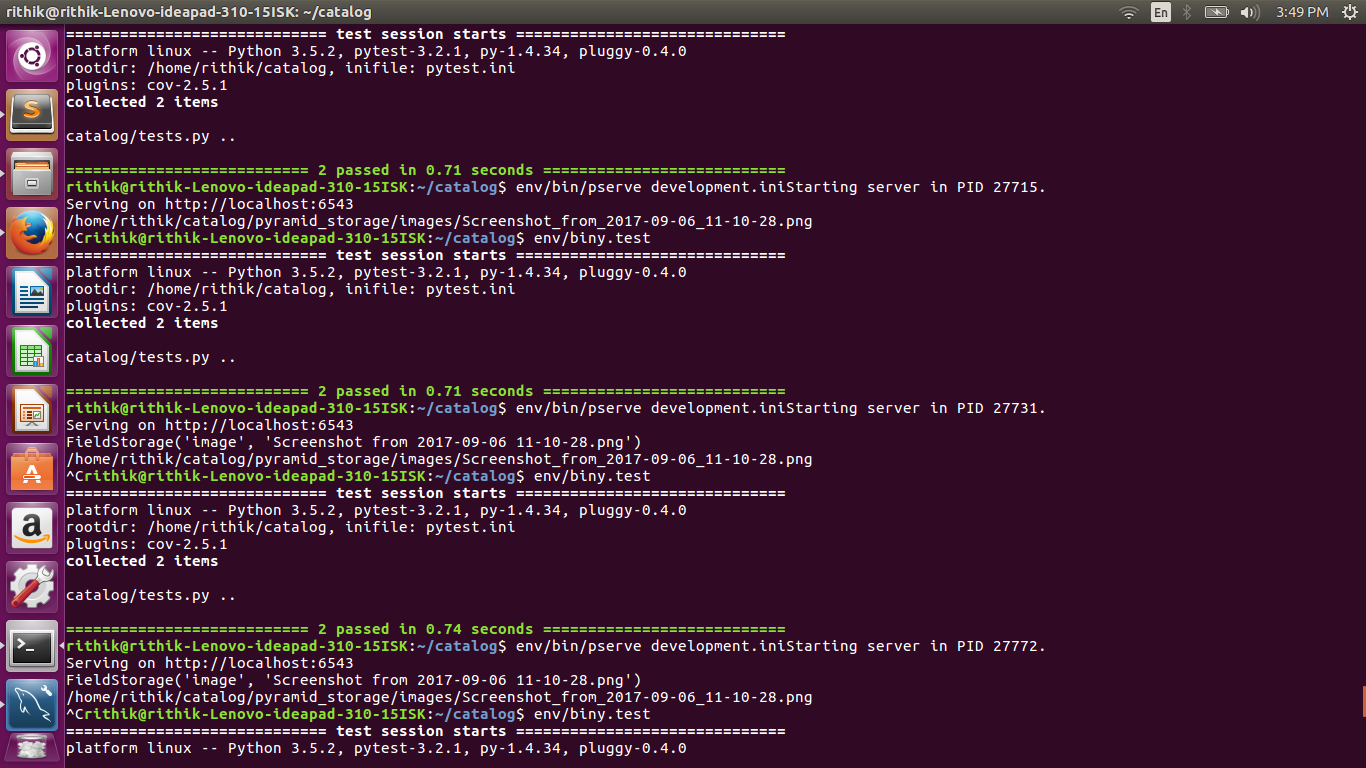 rithik@rithik-Lenovo-ideapad-310-15ISK: ~/catalog
En
3:49 PM
============================= test session starts ==============================
platform linux -- Python 3.5.2, pytest-3.2.1, py-1.4.34, pluggy-0.4.0
rootdir: /home/rithik/catalog, inifile: pytest.ini
plugins: cov-2.5.1
collected 2 items
catalog/tests.py ..
=========================== 2 passed in 0.71 seconds ===========================
rithik@rithik-Lenovo-ideapad-310-15ISK:~/catalog$ env/bin/pserve development.iniStarting server in PID 27715.
Serving on http://localhost:6543
/home/rithik/catalog/pyramid_storage/images/Screenshot_from_2017-09-06_11-10-28.png
^Crithik@rithik-Lenovo-ideapad-310-15ISK:~/catalog$ env/biny.test
============================= test session starts ==============================
platform linux -- Python 3.5.2, pytest-3.2.1, py-1.4.34, pluggy-0.4.0
rootdir: /home/rithik/catalog, inifile: pytest.ini
plugins: cov-2.5.1
collected 2 items
catalog/tests.py ..
=========================== 2 passed in 0.71 seconds ===========================
rithik@rithik-Lenovo-ideapad-310-15ISK:~/catalog$ env/bin/pserve development.iniStarting server in PID 27731.
Serving on http://localhost:6543
FieldStorage('image', 'Screenshot from 2017-09-06 11-10-28.png')
/home/rithik/catalog/pyramid_storage/images/Screenshot_from_2017-09-06_11-10-28.png
^Crithik@rithik-Lenovo-ideapad-310-15ISK:~/catalog$ env/biny.test
============================= test session starts ==============================
platform linux -- Python 3.5.2, pytest-3.2.1, py-1.4.34, pluggy-0.4.0
rootdir: /home/rithik/catalog, inifile: pytest.ini
plugins: cov-2.5.1
collected 2 items
catalog/tests.py ..
=========================== 2 passed in 0.74 seconds ===========================
rithik@rithik-Lenovo-ideapad-310-15ISK:~/catalog$ env/bin/pserve development.iniStarting server in PID 27772.
Serving on http://localhost:6543
FieldStorage('image', 'Screenshot from 2017-09-06 11-10-28.png')
/home/rithik/catalog/pyramid_storage/images/Screenshot_from_2017-09-06_11-10-28.png
^Crithik@rithik-Lenovo-ideapad-310-15ISK:~/catalog$ env/biny.test
============================= test session starts ==============================
platform linux -- Python 3.5.2, pytest-3.2.1, py-1.4.34, pluggy-0.4.0